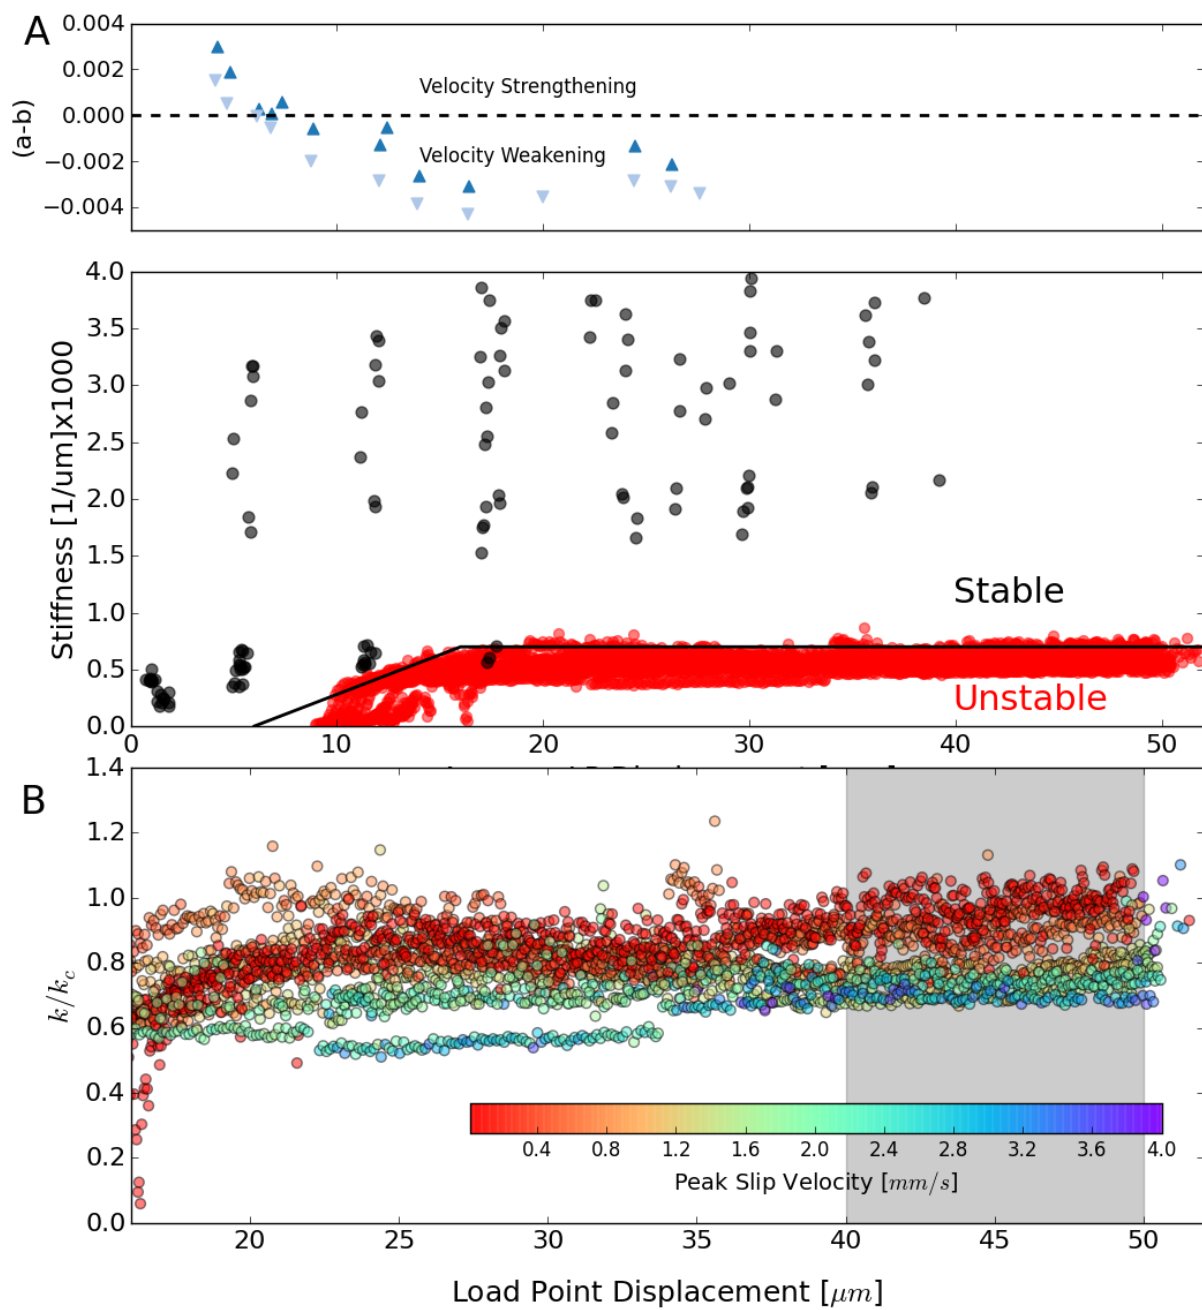 A
0.004
0.002
0.000
−0.002
−0.004
(a-b)
Velocity Strengthening
Velocity Weakening
4.0
3.5
3.0
2.5
2.0
1.5
1.0
0.5
0.0
Stiffness [1/um]x1000
Stable
Unstable
0 10 20 30 40 50
B
1.4
1.2
1.0
0.8
0.6
0.4
0.2
0.0
k/k_c
0.4 0.8 1.2 1.6 2.0 2.4 2.8 3.2 3.6 4.0
Peak Slip Velocity [mm/s]
20 25 30 35 40 45 50
Load Point Displacement [μm]